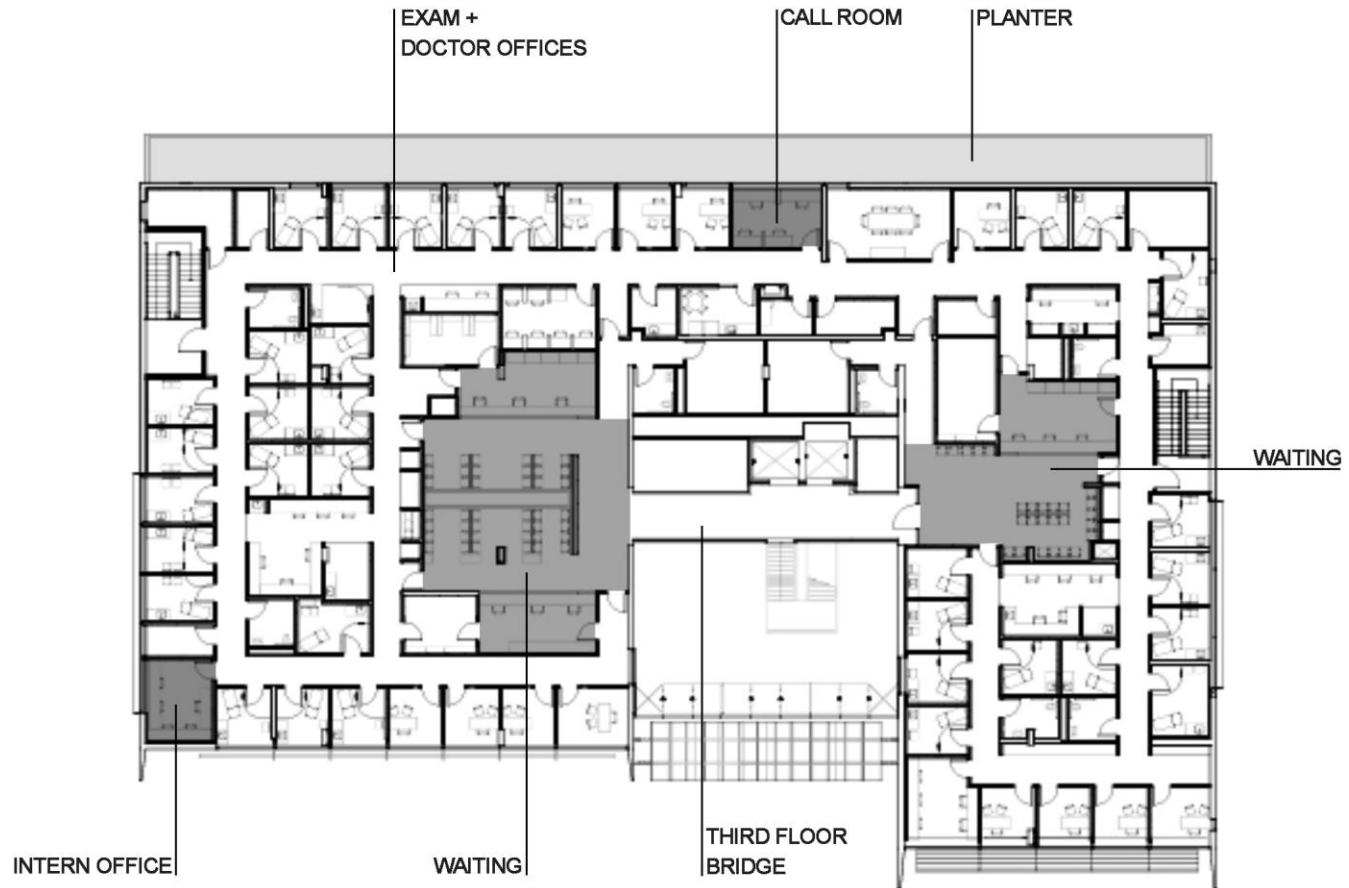 EXAM +
DOCTOR OFFICES
CALL ROOM
PLANTER
WAITING
INTERN OFFICE
WAITING
THIRD FLOOR
BRIDGE